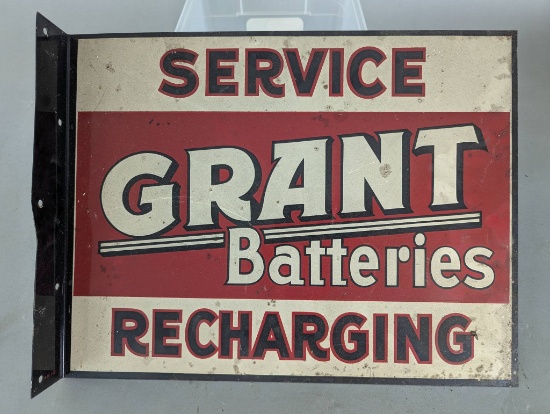 SERVICE
GRANT
Batteries
RECHARGING